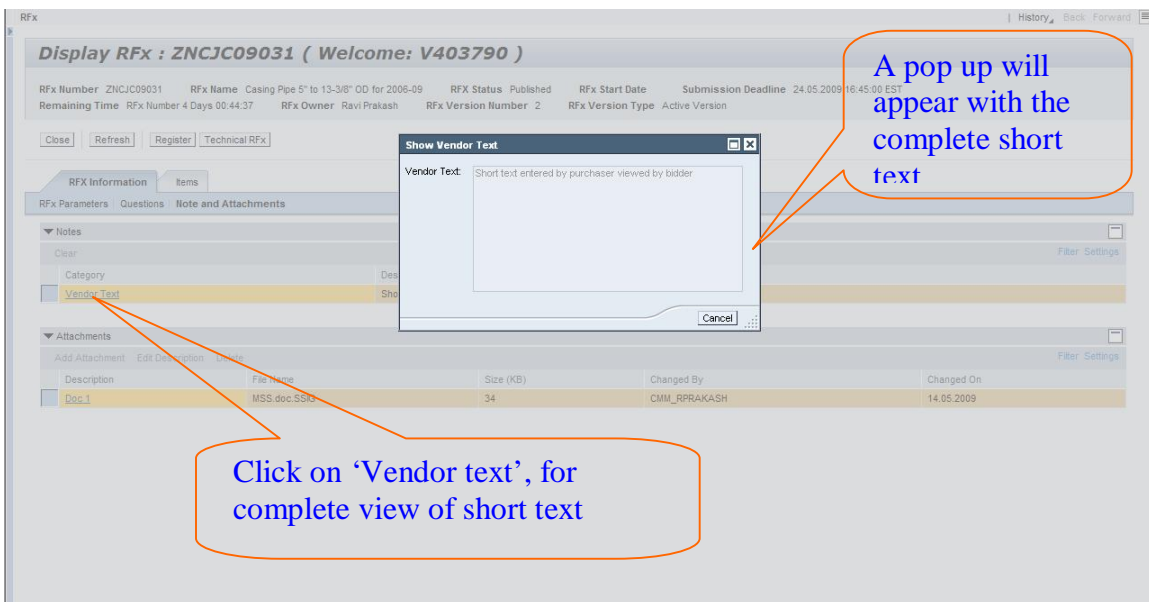 RFx
History Back Forward
Display RFx : ZNCJC09031 ( Welcome: V403790 )
RFx Number ZNCJC09031 RFx Name Casing Pipe 5" to 13-3/8" OD for 2006-09 RFX Status Published RFx Start Date Submission Deadline 24.05.2009 16:45:00 EST
Remaining Time RFx Number 4 Days 00:44:37 RFx Owner Ravi Prakash RFx Version Number 2 RFx Version Type Active Version
A pop up will
appear with the
complete short
text
Close Refresh Register Technical RFx
Show Vendor Text
Vendor Text: Short text entered by purchaser viewed by bidder
Cancel
RFX Information Items
RFx Parameters Questions Note and Attachments
Notes
Clear Filter Settings
Category Des
Vendor Text Sho
Attachments
Add Attachment Edit Description Delete Filter Settings
Description File Name Size (KB) Changed By Changed On
Doc 1 MSS.doc.SSIG 34 CMM_RPRAKASH 14.05.2009
Click on ‘Vendor text’, for
complete view of short text